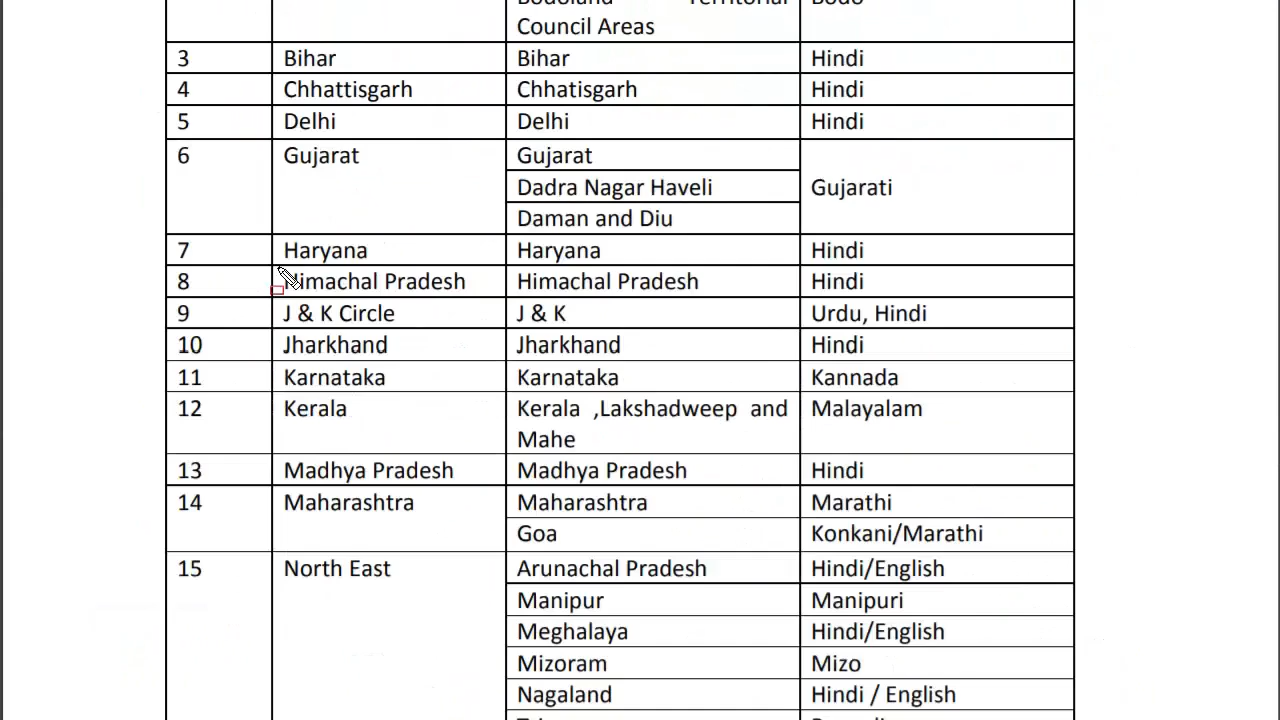 Bodoland Territorial Bodo
Council Areas
3 Bihar Bihar Hindi
4 Chhattisgarh Chhatisgarh Hindi
5 Delhi Delhi Hindi
6 Gujarat Gujarat
Dadra Nagar Haveli Gujarati
Daman and Diu
7 Haryana Haryana Hindi
8 Himachal Pradesh Himachal Pradesh Hindi
9 J & K Circle J & K Urdu, Hindi
10 Jharkhand Jharkhand Hindi
11 Karnataka Karnataka Kannada
12 Kerala Kerala ,Lakshadweep and Malayalam
Mahe
13 Madhya Pradesh Madhya Pradesh Hindi
14 Maharashtra Maharashtra Marathi
Goa Konkani/Marathi
15 North East Arunachal Pradesh Hindi/English
Manipur Manipuri
Meghalaya Hindi/English
Mizoram Mizo
Nagaland Hindi / English